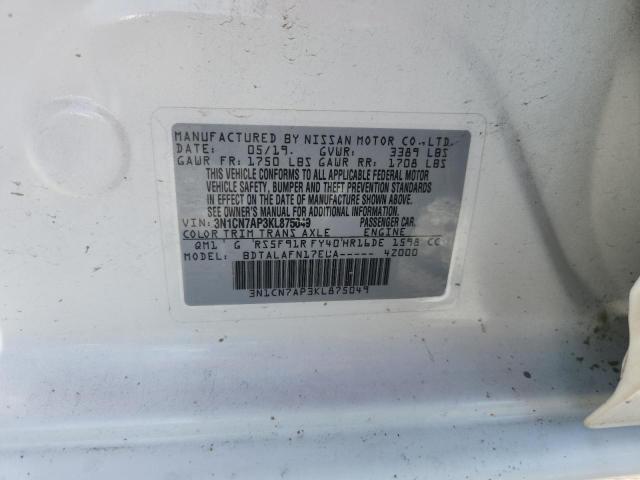 MANUFACTURED BY NISSAN MOTOR CO.,LTD.
DATE: 05/19. GVWR: 3389 LBS
GAWR FR: 1750 LBS GAWR RR: 1708 LBS
THIS VEHICLE CONFORMS TO ALL APPLICABLE FEDERAL MOTOR
VEHICLE SAFETY, BUMPER AND THEFT PREVENTION STANDARDS
IN EFFECT ON THE DATE OF MANUFACTURE SHOWN ABOVE.
SEE OWNER'S MANUAL FOR ADDITIONAL INFORMATION.
VIN: 3N1CN7AP3KL875049 PASSENGER CAR.
COLOR TRIM TRANS AXLE ENGINE
QM1 G RS5F91R FY40 HR16DE 1598 CC
MODEL: BDTALAFN17EUA----- 4Z000
3N1CN7AP3KL875049